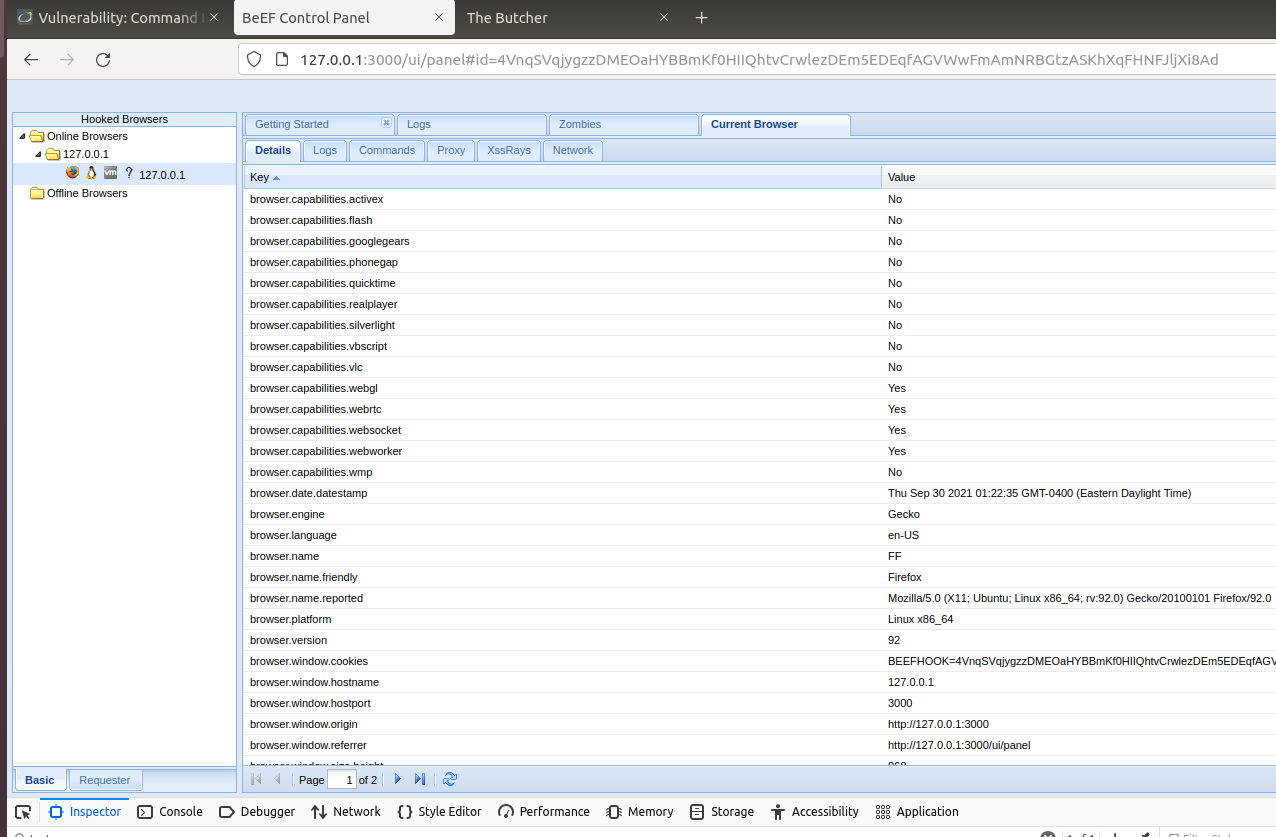 Vulnerability: Command
BeEF Control Panel
The Butcher
127.0.0.1:3000/ui/panel#id=4VnqSVqjygzzDMEOaHYBBmKf0HIIQhtvCrwlezDEm5EDEqfAGVWwFmAmNRBGtzASKhXqFHNFJljXi8Ad
Hooked Browsers
Online Browsers
127.0.0.1
? 127.0.0.1
Offline Browsers
Basic
Requester
Getting Started
Logs
Zombies
Current Browser
Details
Logs
Commands
Proxy
XssRays
Network
Key Value
browser.capabilities.activex No
browser.capabilities.flash No
browser.capabilities.googlegears No
browser.capabilities.phonegap No
browser.capabilities.quicktime No
browser.capabilities.realplayer No
browser.capabilities.silverlight No
browser.capabilities.vbscript No
browser.capabilities.vlc No
browser.capabilities.webgl Yes
browser.capabilities.webrtc Yes
browser.capabilities.websocket Yes
browser.capabilities.webworker Yes
browser.capabilities.wmp No
browser.date.datestamp Thu Sep 30 2021 01:22:35 GMT-0400 (Eastern Daylight Time)
browser.engine Gecko
browser.language en-US
browser.name FF
browser.name.friendly Firefox
browser.name.reported Mozilla/5.0 (X11; Ubuntu; Linux x86_64; rv:92.0) Gecko/20100101 Firefox/92.0
browser.platform Linux x86_64
browser.version 92
browser.window.cookies BEEFHOOK=4VnqSVqjygzzDMEOaHYBBmKf0HIIQhtvCrwlezDEm5EDEqfAGV
browser.window.hostname 127.0.0.1
browser.window.hostport 3000
browser.window.origin http://127.0.0.1:3000
browser.window.referrer http://127.0.0.1:3000/ui/panel
browser.window.size.height
Page 1 of 2
Inspector
Console
Debugger
Network
Style Editor
Performance
Memory
Storage
Accessibility
Application